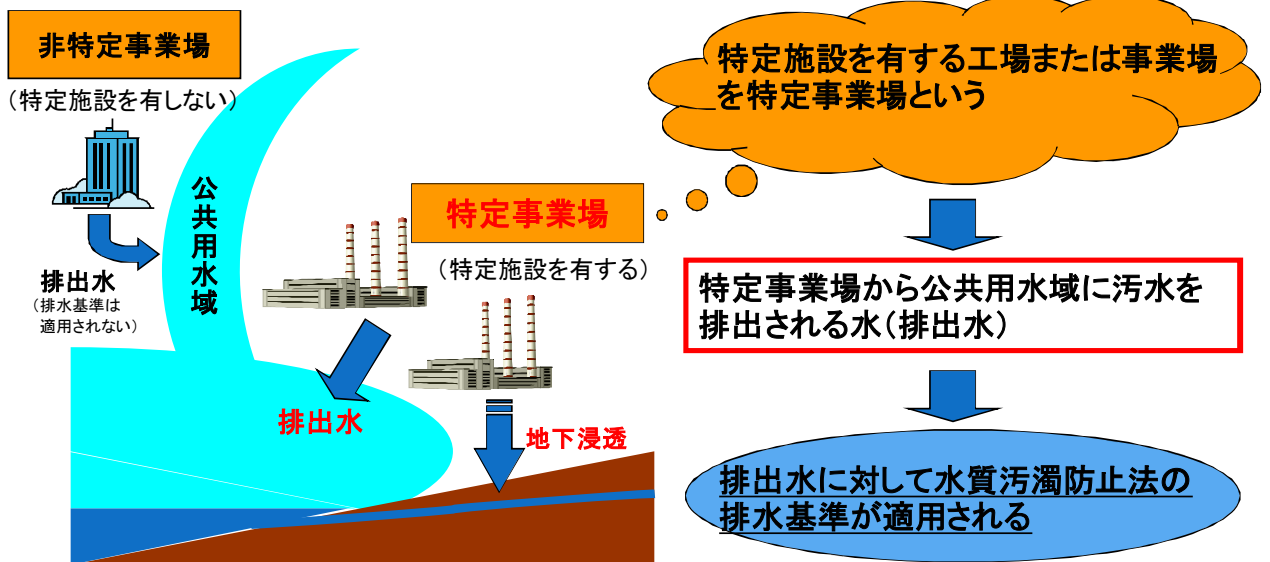 非特定事業場
（特定施設を有しない）
公共用水域
排出水
（排水基準は
適用されない）
特定事業場
（特定施設を有する）
排出水
地下浸透
特定施設を有する工場または事業場
を特定事業場という
特定事業場から公共用水域に汚水を
排出される水（排出水）
排出水に対して水質汚濁防止法の
排水基準が適用される